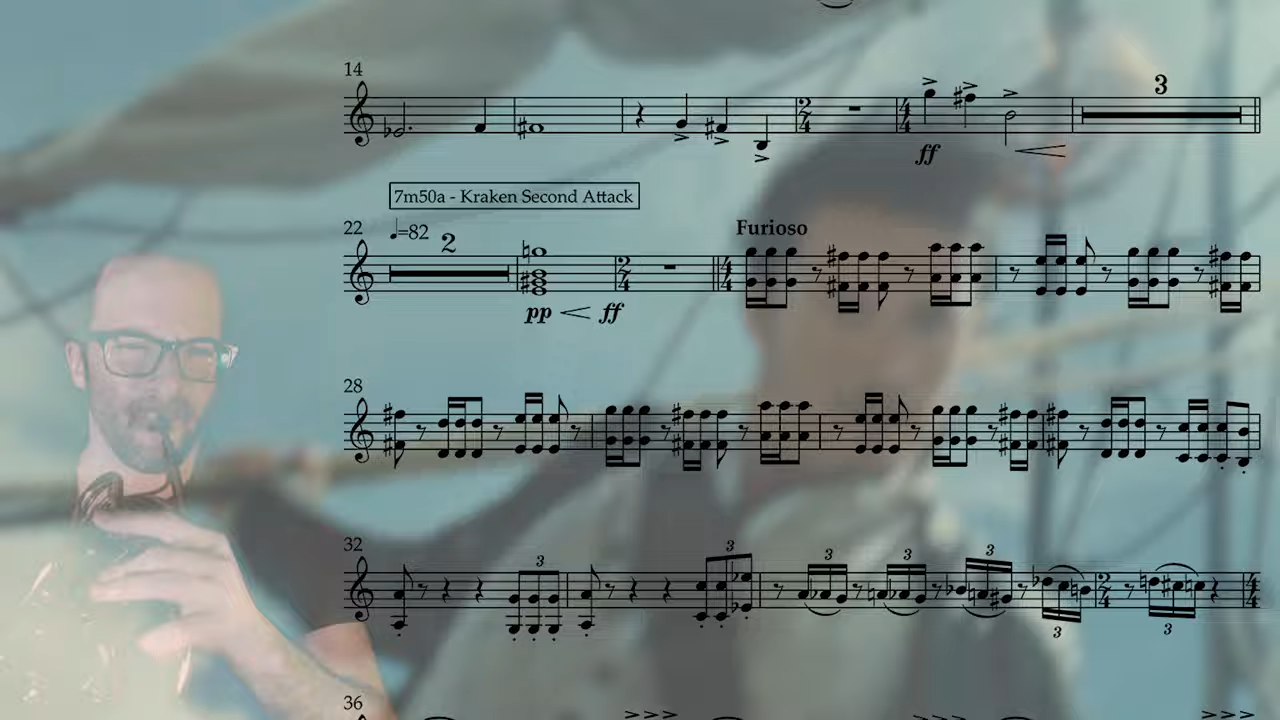 14
3
ff
7m50a - Kraken Second Attack
22 ♩=82 2 Furioso
pp ff
28
32
3 3 3 3 3
3 3
36